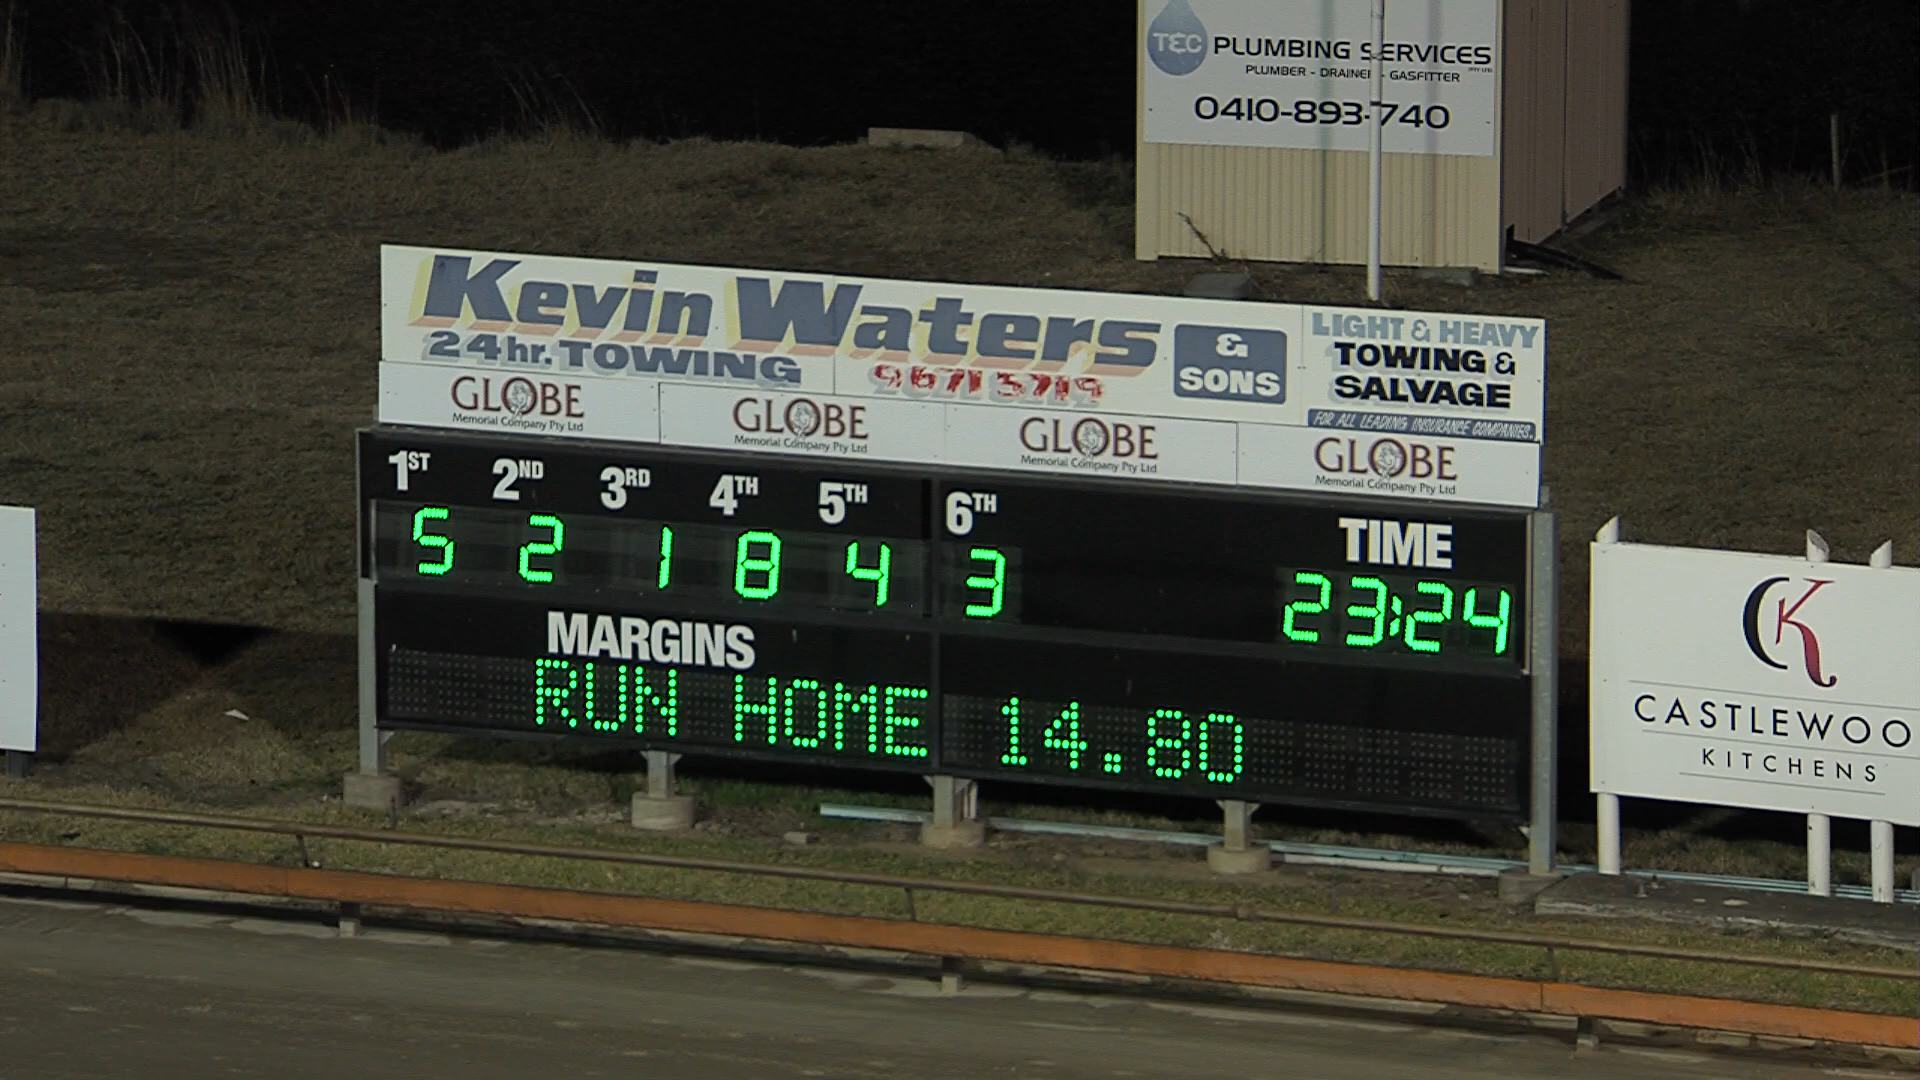 TEC PLUMBING SERVICES
PLUMBER - DRAINER - GASFITTER
0410-893-740
Kevin Waters & SONS
24hr. TOWING 9671 3719
LIGHT & HEAVY
TOWING &
SALVAGE
FOR ALL LEADING INSURANCE COMPANIES.
GLOBE
Memorial Company Pty Ltd
GLOBE
Memorial Company Pty Ltd
GLOBE
Memorial Company Pty Ltd
GLOBE
Memorial Company Pty Ltd
1ST 2ND 3RD 4TH 5TH 6TH TIME
5 2 1 8 4 3 23:24
MARGINS
RUN HOME 14.80
CK
CASTLEWOO
KITCHENS